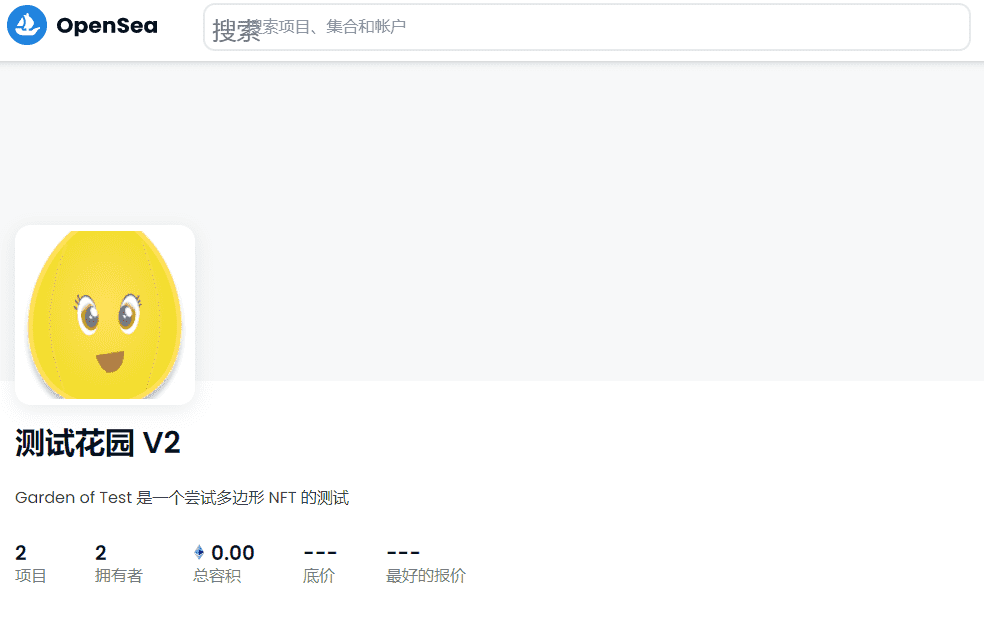 OpenSea
搜索
搜索项目、集合和帐户
测试花园 V2
Garden of Test 是一个尝试多边形 NFT 的测试
2 2 0.00 --- ---
项目 拥有者 总容积 底价 最好的报价